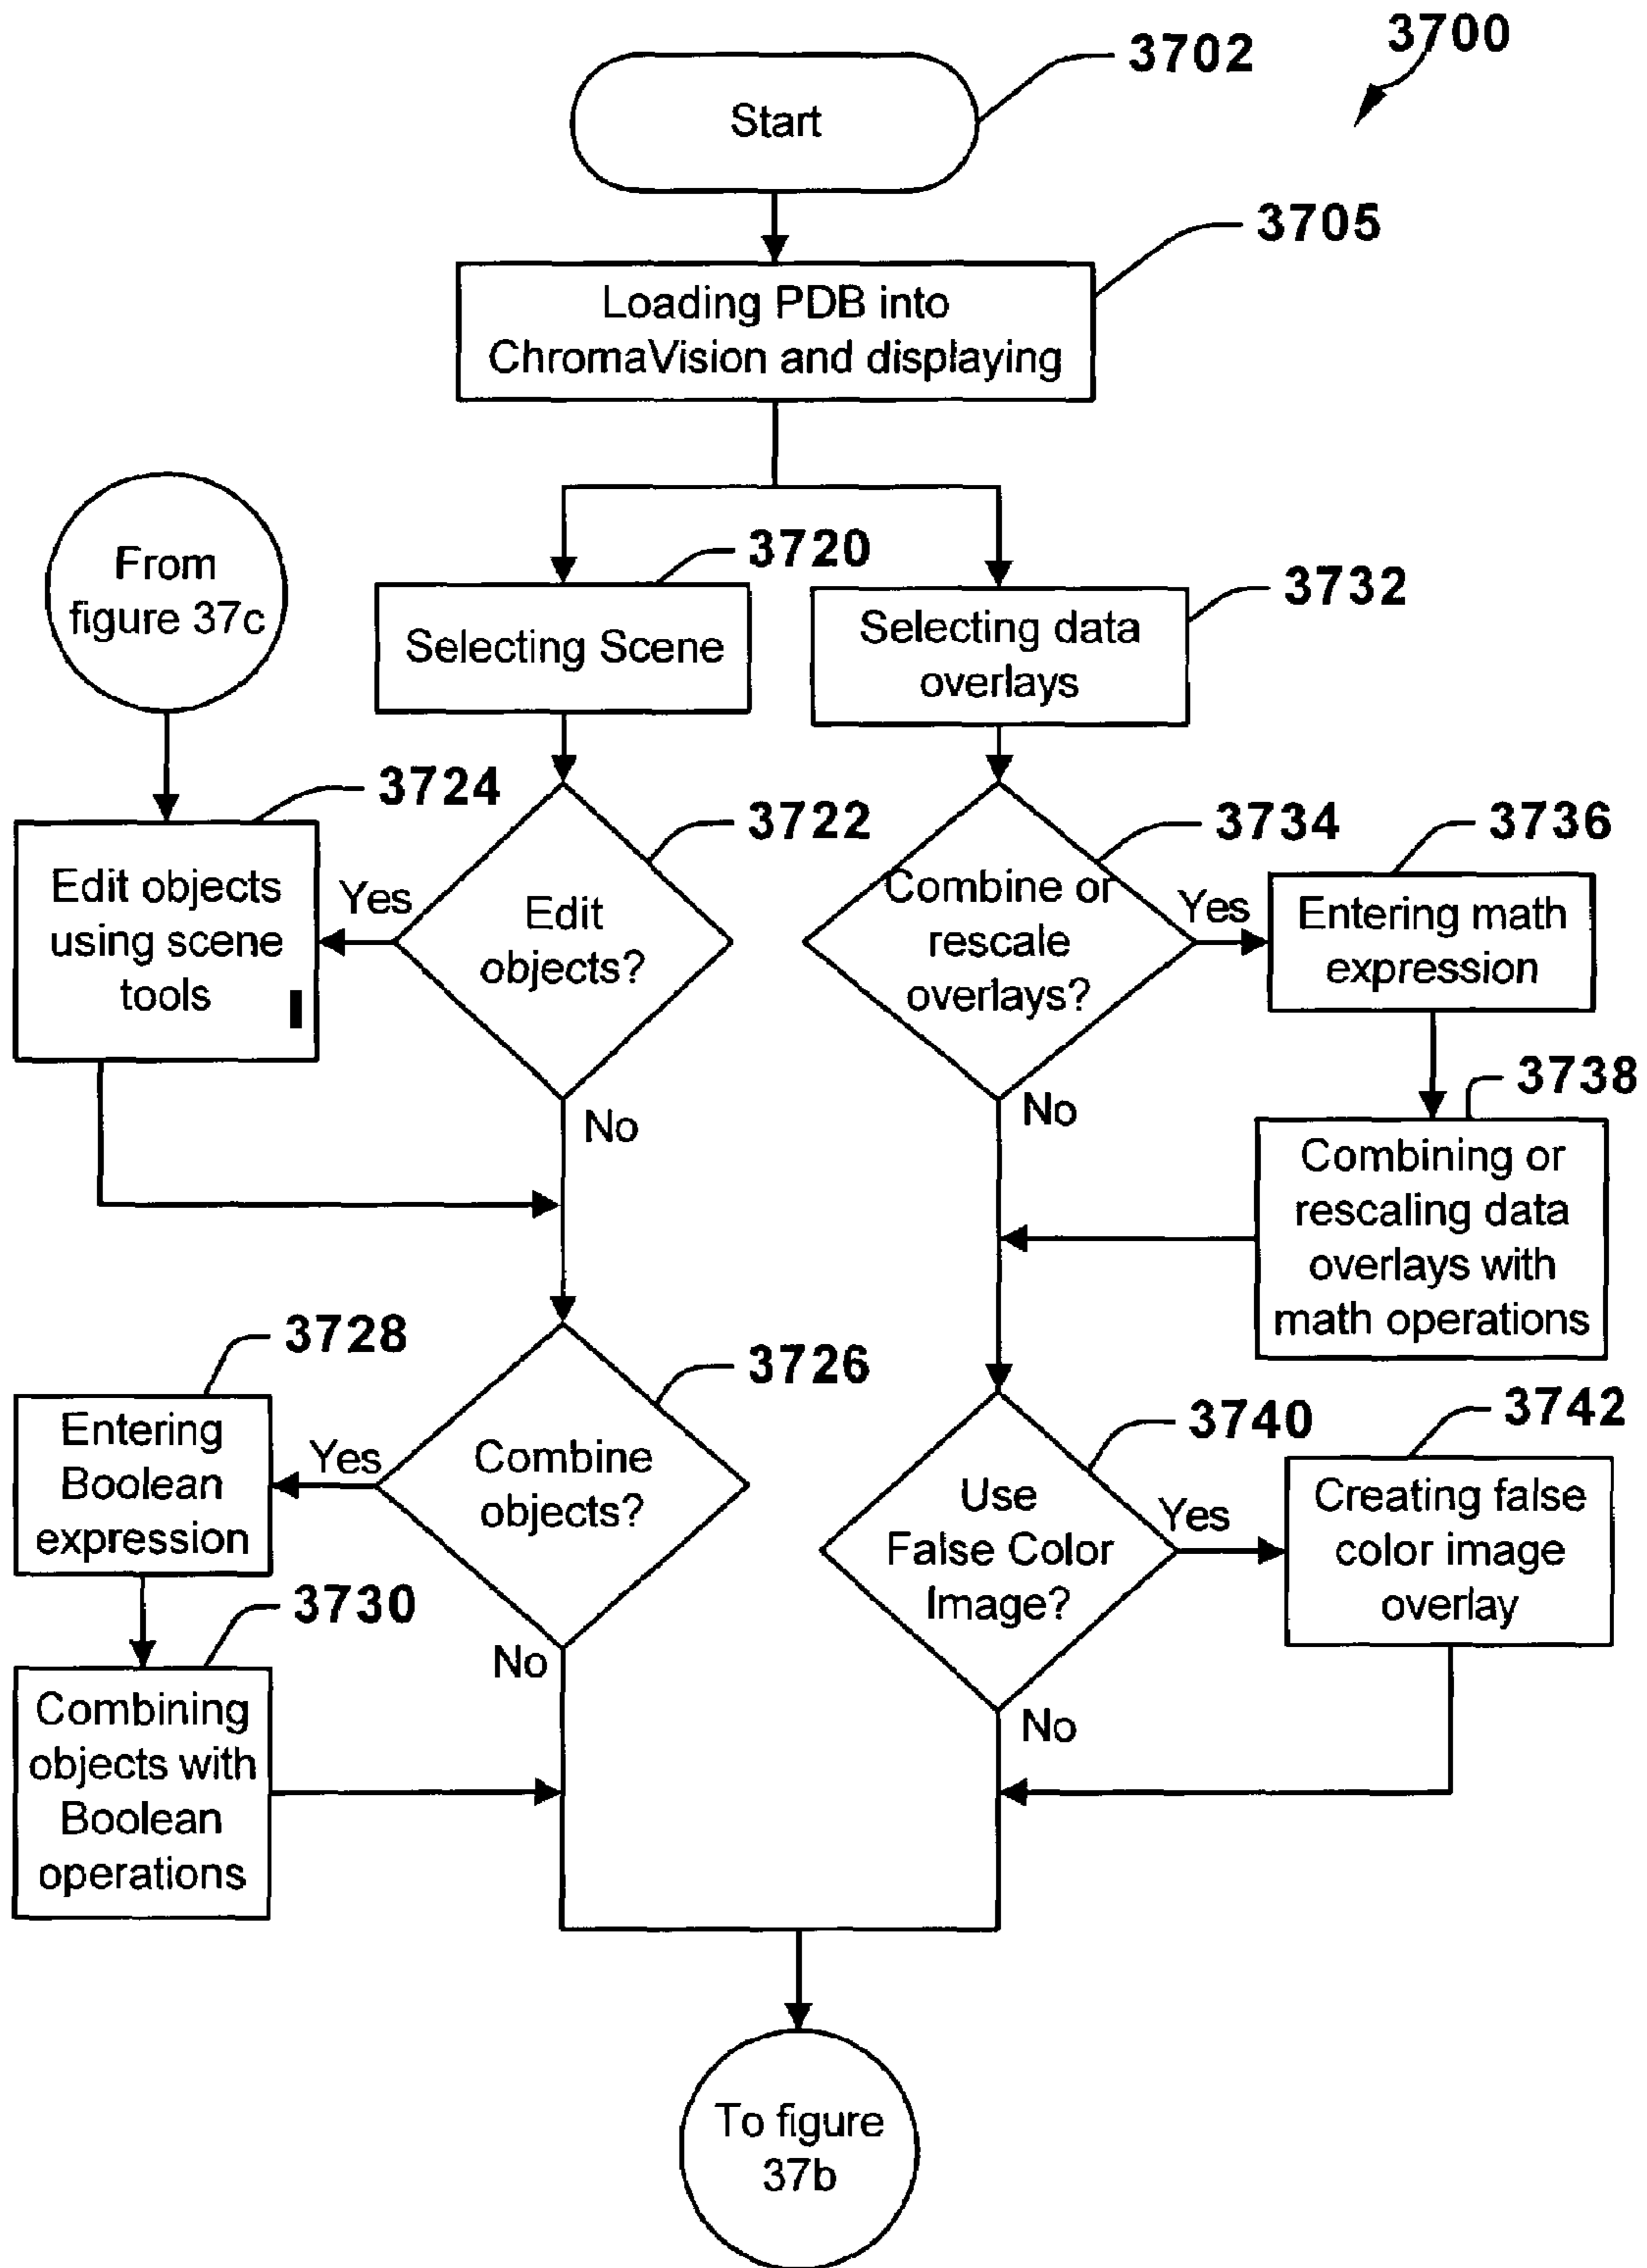 3700
3702
Start
3705
Loading PDB into
ChromaVision and displaying
From
figure 37c
3720
Selecting Scene
3732
Selecting data
overlays
3724
Edit objects
using scene
tools
Yes
3722
Edit
objects?
No
3734
Combine or
rescale
overlays?
Yes
No
3736
Entering math
expression
3738
Combining or
rescaling data
overlays with
math operations
3728
Entering
Boolean
expression
Yes
3726
Combine
objects?
No
3730
Combining
objects with
Boolean
operations
3740
Use
False Color
Image?
Yes
No
3742
Creating false
color image
overlay
To figure
37b